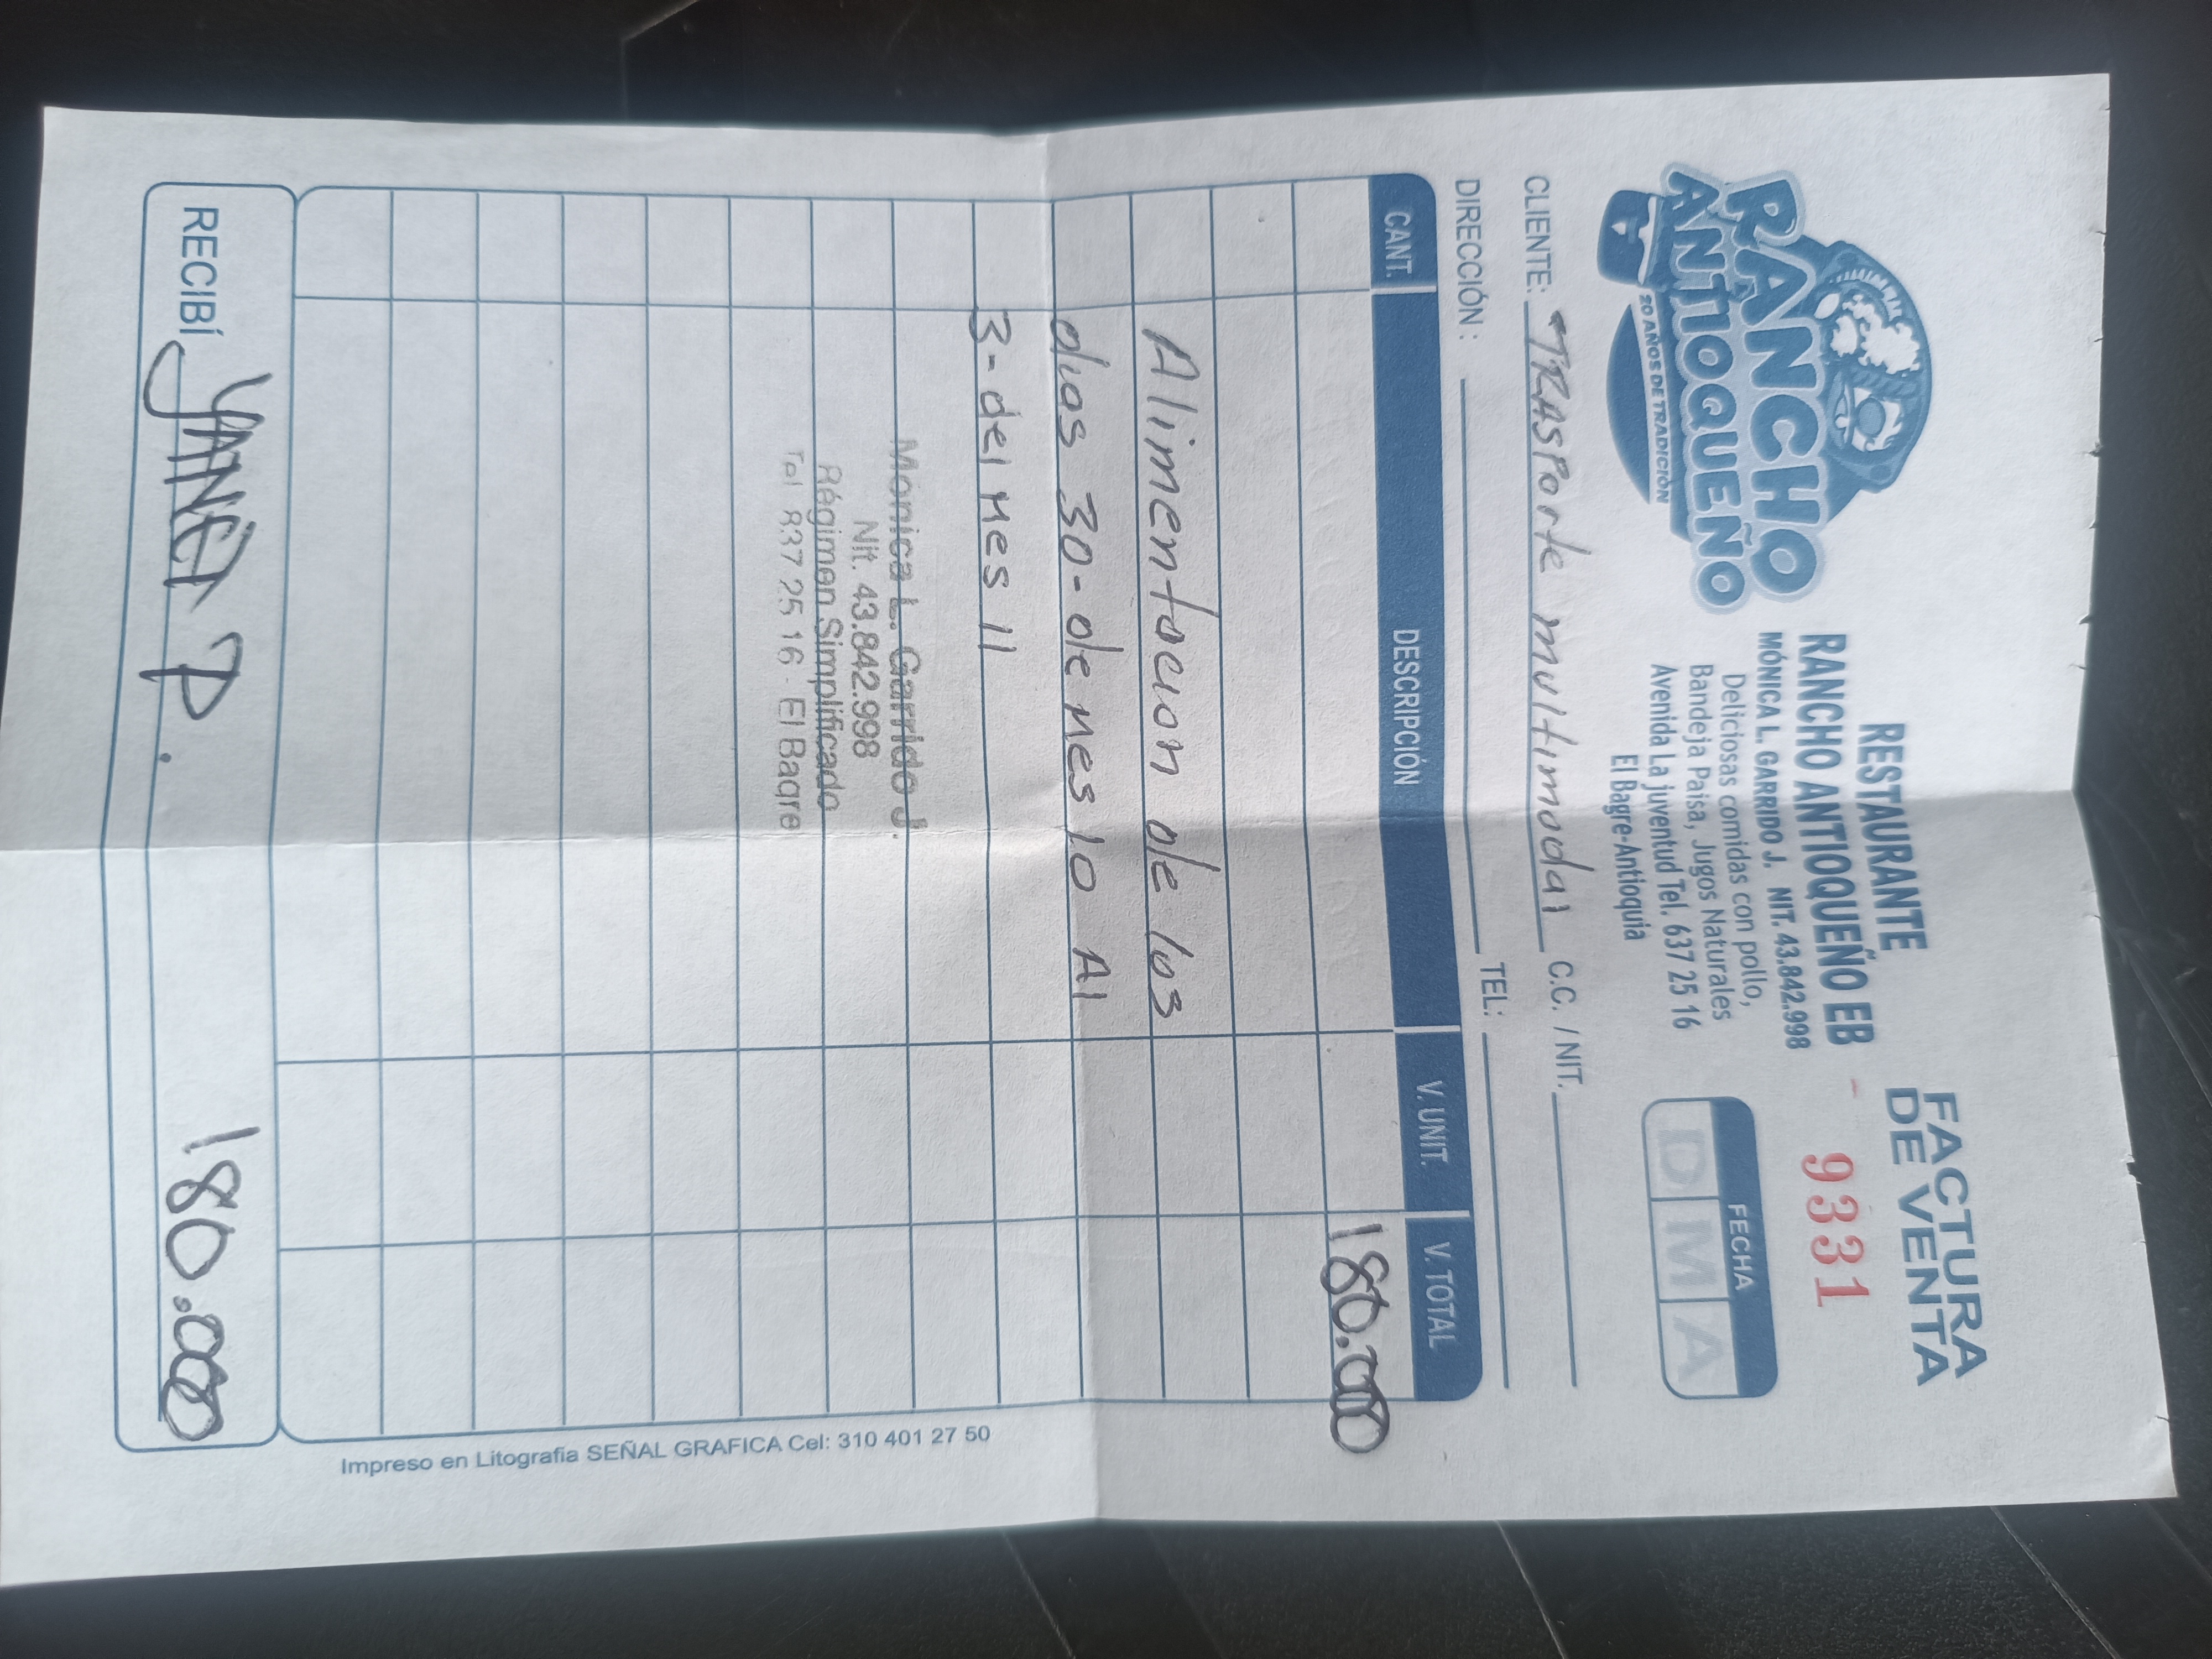 RANCHO
ANTIOQUEÑO
20 AÑOS DE TRADICIÓN
RESTAURANTE
RANCHO ANTIOQUEÑO EB
MÓNICA L. GARRIDO J. NIT. 43.842.998
Deliciosas comidas con pollo,
Bandeja Paisa, Jugos Naturales
Avenida La juventud Tel. 637 25 16
El Bagre-Antioquia
FACTURA
DE VENTA
9331
FECHA
D M A
CLIENTE: TRASPorte multimodal C.C. / NIT.
DIRECCIÓN : TEL:
CANT. DESCRIPCIÓN V. UNIT. V. TOTAL
180.000
Alimentacion de los
dias 30-de mes 10 Al
3-del mes 11
Monica L. Garrido J.
Nit. 43.842.998
Régimen Simplificado
Tel 837 25 16 - El Bagre
RECIBÍ YANET P. 180.000
Impreso en Litografía SEÑAL GRAFICA Cel: 310 401 27 50